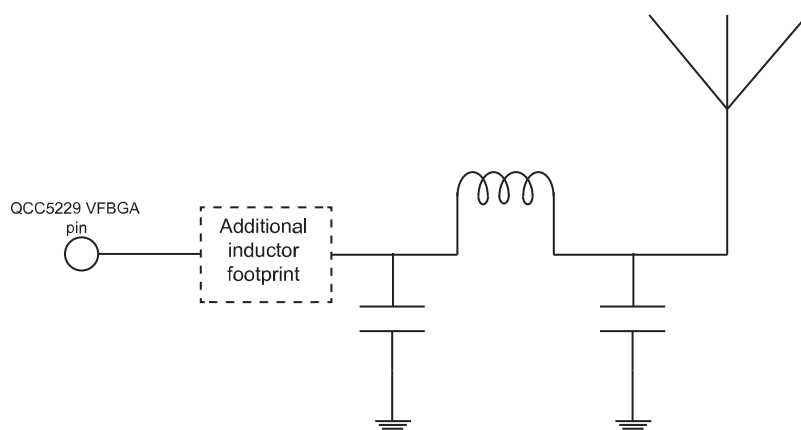 QCC5229 VFBGA
pin
Additional
inductor
footprint